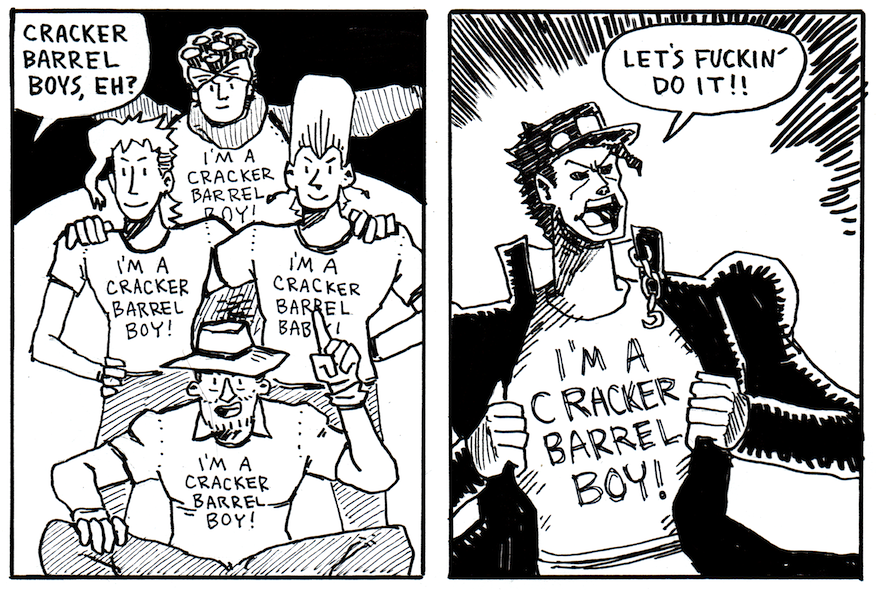 CRACKER
BARREL
BOYS, EH?
I'M A
CRACKER
BARREL
BOY!
I'M A
CRACKER
BARREL
BOY!
I'M A
CRACKER
BARREL
I'M A
CRACKER
BARREL
BOY!
LET'S FUCKIN'
DO IT!!
I'M A
CRACKER
BARREL
BOY!